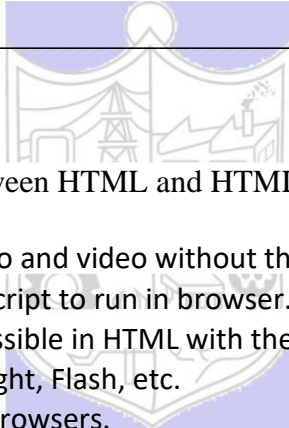 ween HTML and HTML
o and video without th
cript to run in browser.
ssible in HTML with the
ght, Flash, etc.
rowsers.